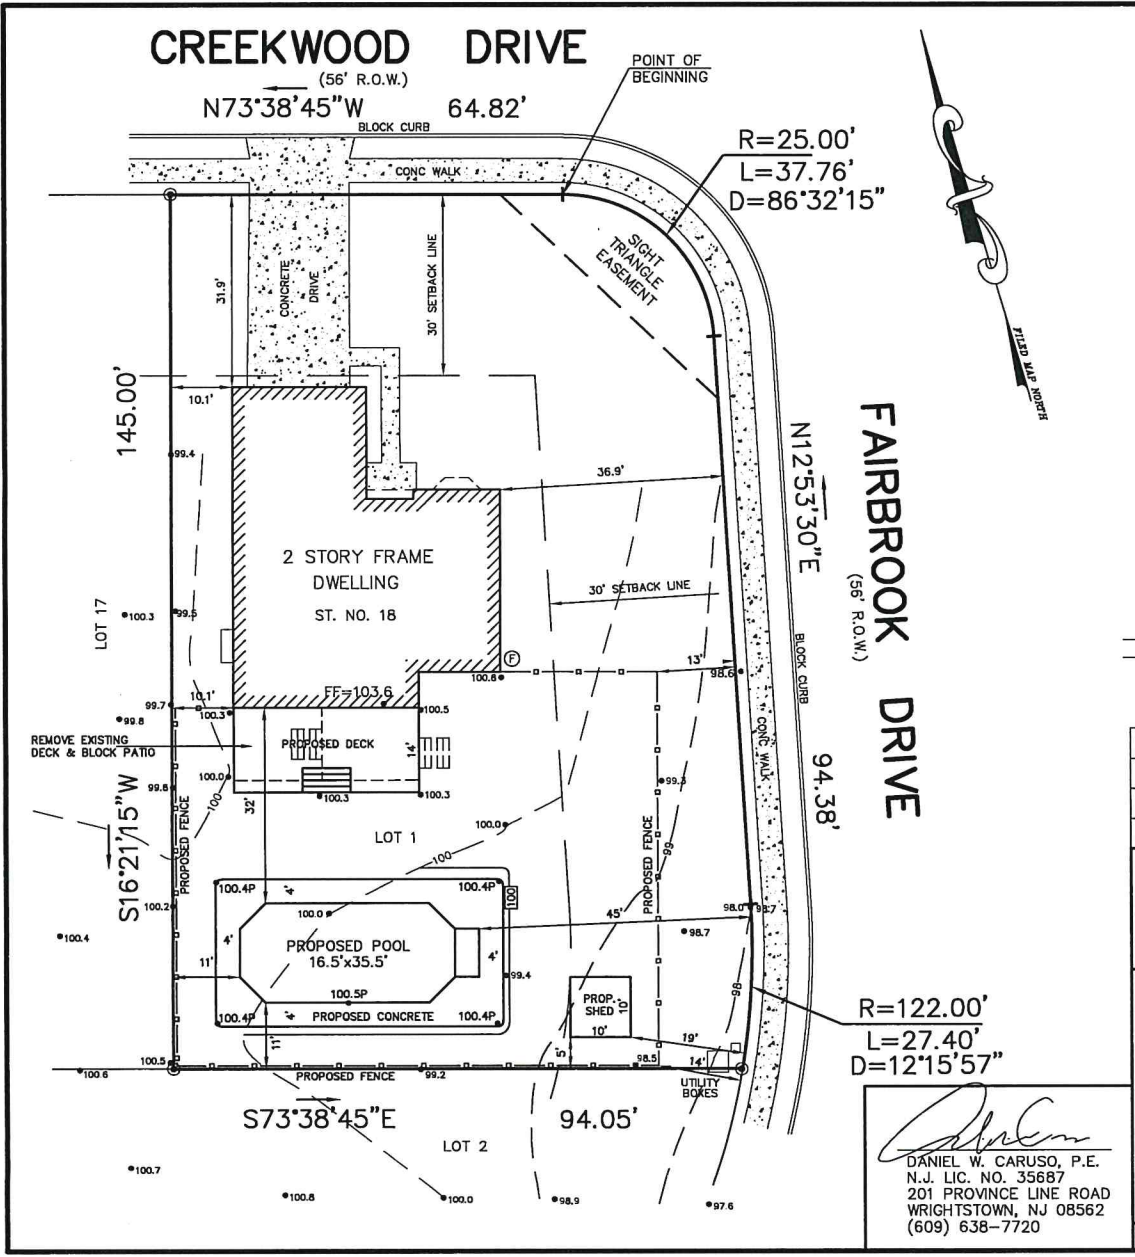 CREEKWOOD DRIVE
(56' R.O.W.)
N73°38'45"W 64.82'
POINT OF
BEGINNING
BLOCK CURB
CONC WALK
R=25.00'
L=37.76'
D=86°32'15"
SIGHT
TRIANGLE
EASEMENT
FILED MAP NORTH
CONCRETE
DRIVE
31.9'
30' SETBACK LINE
145.00'
10.1'
99.4
36.9'
N12°53'30"E
FAIRBROOK DRIVE
(56' R.O.W.)
2 STORY FRAME
DWELLING
ST. NO. 18
30' SETBACK LINE
LOT 17
100.3
99.5
BLOCK CURB
F
13'
100.6
98.6
10.1'
FF=103.6
99.7
100.3
100.5
99.8
REMOVE EXISTING
DECK & BLOCK PATIO
PROPOSED DECK
14'
CONC WALK
94.38'
100.0
99.3
99.6
100
100.3
100.3
32'
S16°21'15"W
PROPOSED FENCE
LOT 1
100.0
100
99
PROPOSED FENCE
100.4P
4'
100.4P
100
100.2
100.0
45'
98.0
98.7
100.4
4'
PROPOSED POOL
16.5'x35.5'
4'
98.7
11'
99.4
98
100.5P
PROP.
SHED
10'
10'
100.4P
4'
PROPOSED CONCRETE
100.4P
R=122.00'
L=27.40'
D=12°15'57"
11'
5'
19'
14'
100.5
98.5
100.6
PROPOSED FENCE
99.2
UTILITY
BOXES
S73°38'45"E 94.05'
LOT 2
100.7
100.8
100.0
98.9
97.6
DANIEL W. CARUSO, P.E.
N.J. LIC. NO. 35687
201 PROVINCE LINE ROAD
WRIGHTSTOWN, NJ 08562
(609) 638-7720